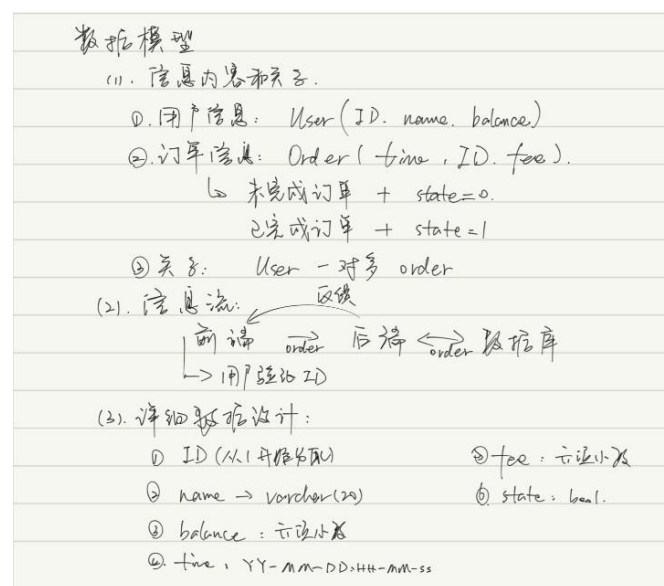 数据模型
(1). 信息内容和关系.
①. 用户信息: User(ID. name. balance)
②. 订单信息: Order(time, ID. fee).
↳ 未完成订单 + state=0.
已完成订单 + state=1
③ 关系: User 一对多 order
(2). 信息流: 反馈
前端 → order 后端 ↔ order 数据库
↳ 用户验证 ID
(3). 详细数据设计:
① ID (从1开始分配) ⑤ fee: 六位小数
② name → varchar(20) ⑥. state: bool.
③ balance: 六位小数
④. time, YY-MM-DD:HH-MM-ss